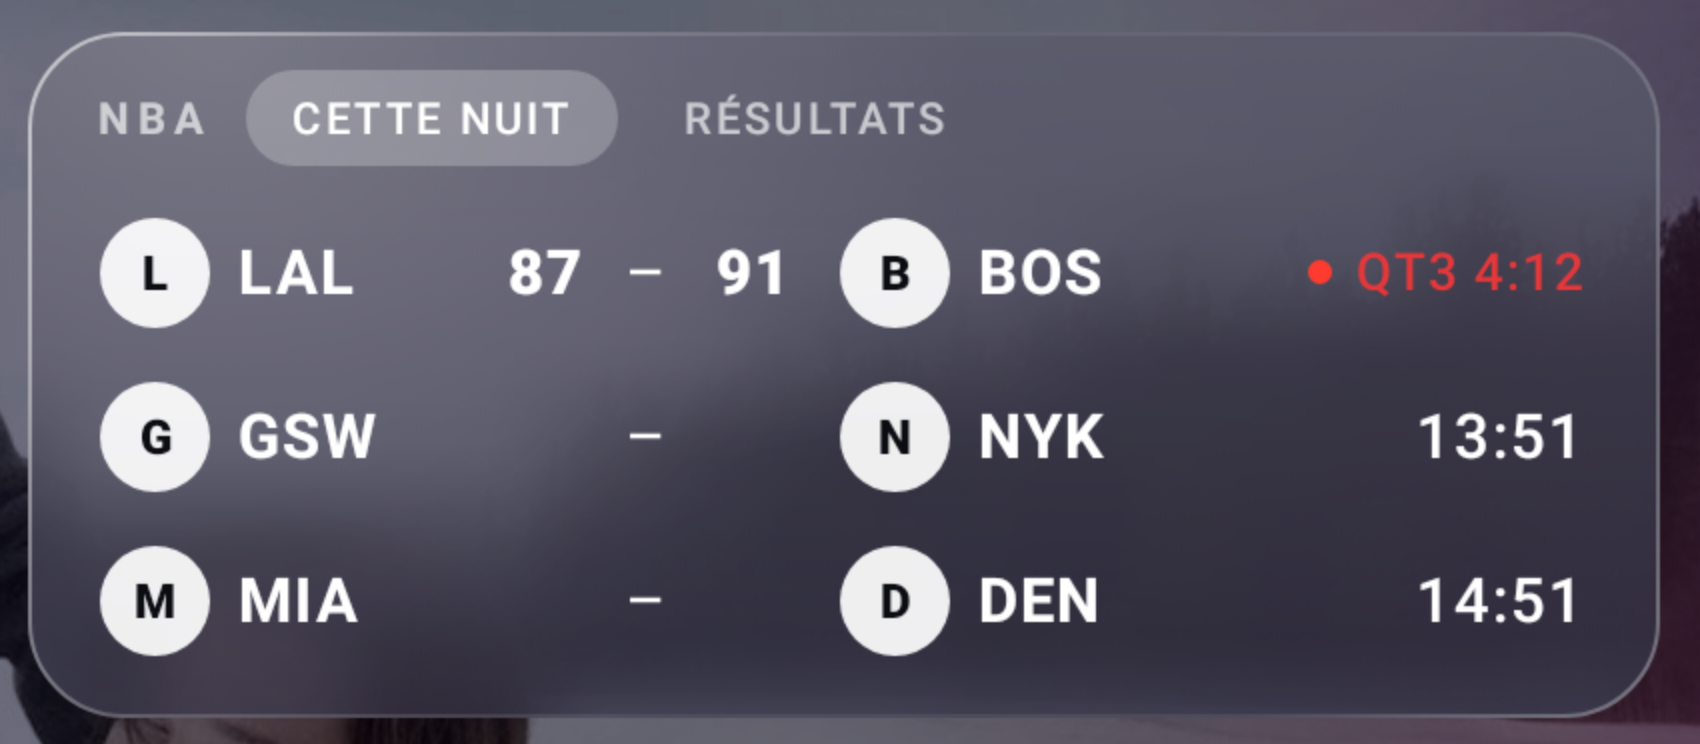 NBA CETTE NUIT RÉSULTATS
L LAL 87 – 91 B BOS QT3 4:12
G GSW – N NYK 13:51
M MIA – D DEN 14:51